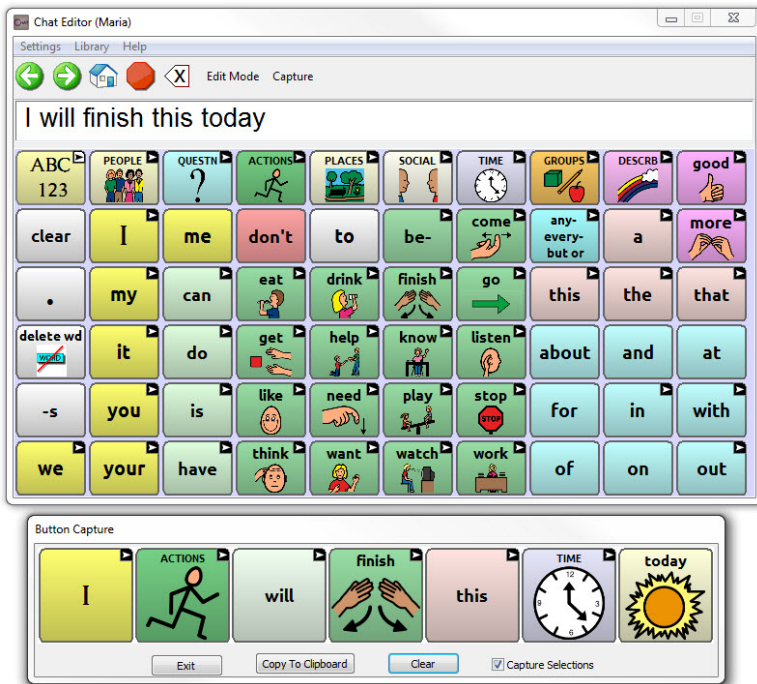 Chat Editor (Maria)
Settings Library Help
X Edit Mode Capture
I will finish this today
ABC 123 PEOPLE QUESTN ? ACTIONS PLACES SOCIAL TIME GROUPS DESCRB good
clear I me don't to be- come any- every- but or a more
. my can eat drink finish go this the that
delete wd WORD it do get help know listen about and at
-s you is like need play stop STOP for in with
we your have think want watch work of on out
Button Capture
I ACTIONS will finish this TIME 12 3 6 9 today
Exit Copy To Clipboard Clear Capture Selections